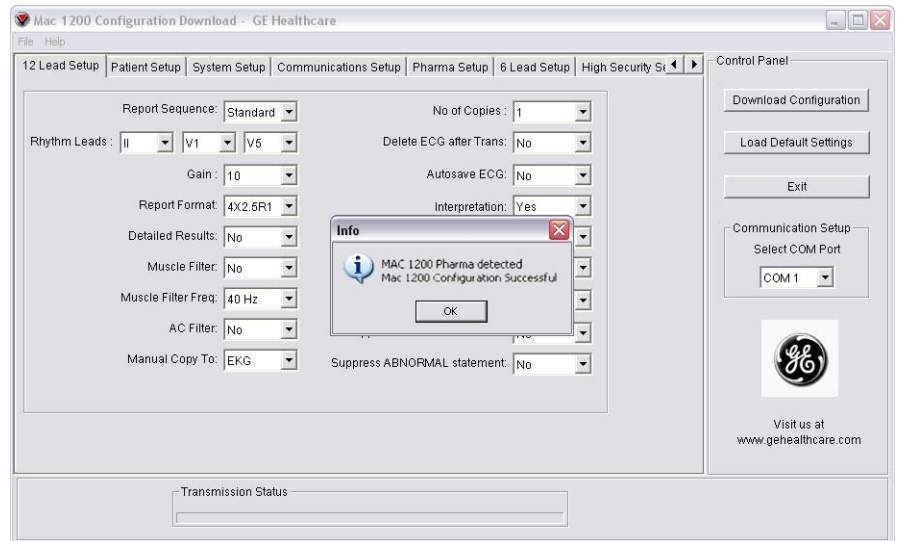 Mac 1200 Configuration Download - GE Healthcare
File Help
12 Lead Setup Patient Setup System Setup Communications Setup Pharma Setup 6 Lead Setup High Security Se
Control Panel
Report Sequence: Standard
No of Copies : 1
Download Configuration
Rhythm Leads : II V1 V5
Delete ECG after Trans: No
Load Default Settings
Gain : 10
Autosave ECG: No
Exit
Report Format: 4X2.5R1
Interpretation: Yes
Detailed Results: No
Muscle Filter: No
Muscle Filter Freq: 40 Hz
AC Filter: No
Manual Copy To: EKG
Suppress ABNORMAL statement: No
Info
MAC 1200 Pharma detected
Mac 1200 Configuration Successful
OK
Communication Setup
Select COM Port
COM 1
GE
Visit us at
www.gehealthcare.com
Transmission Status